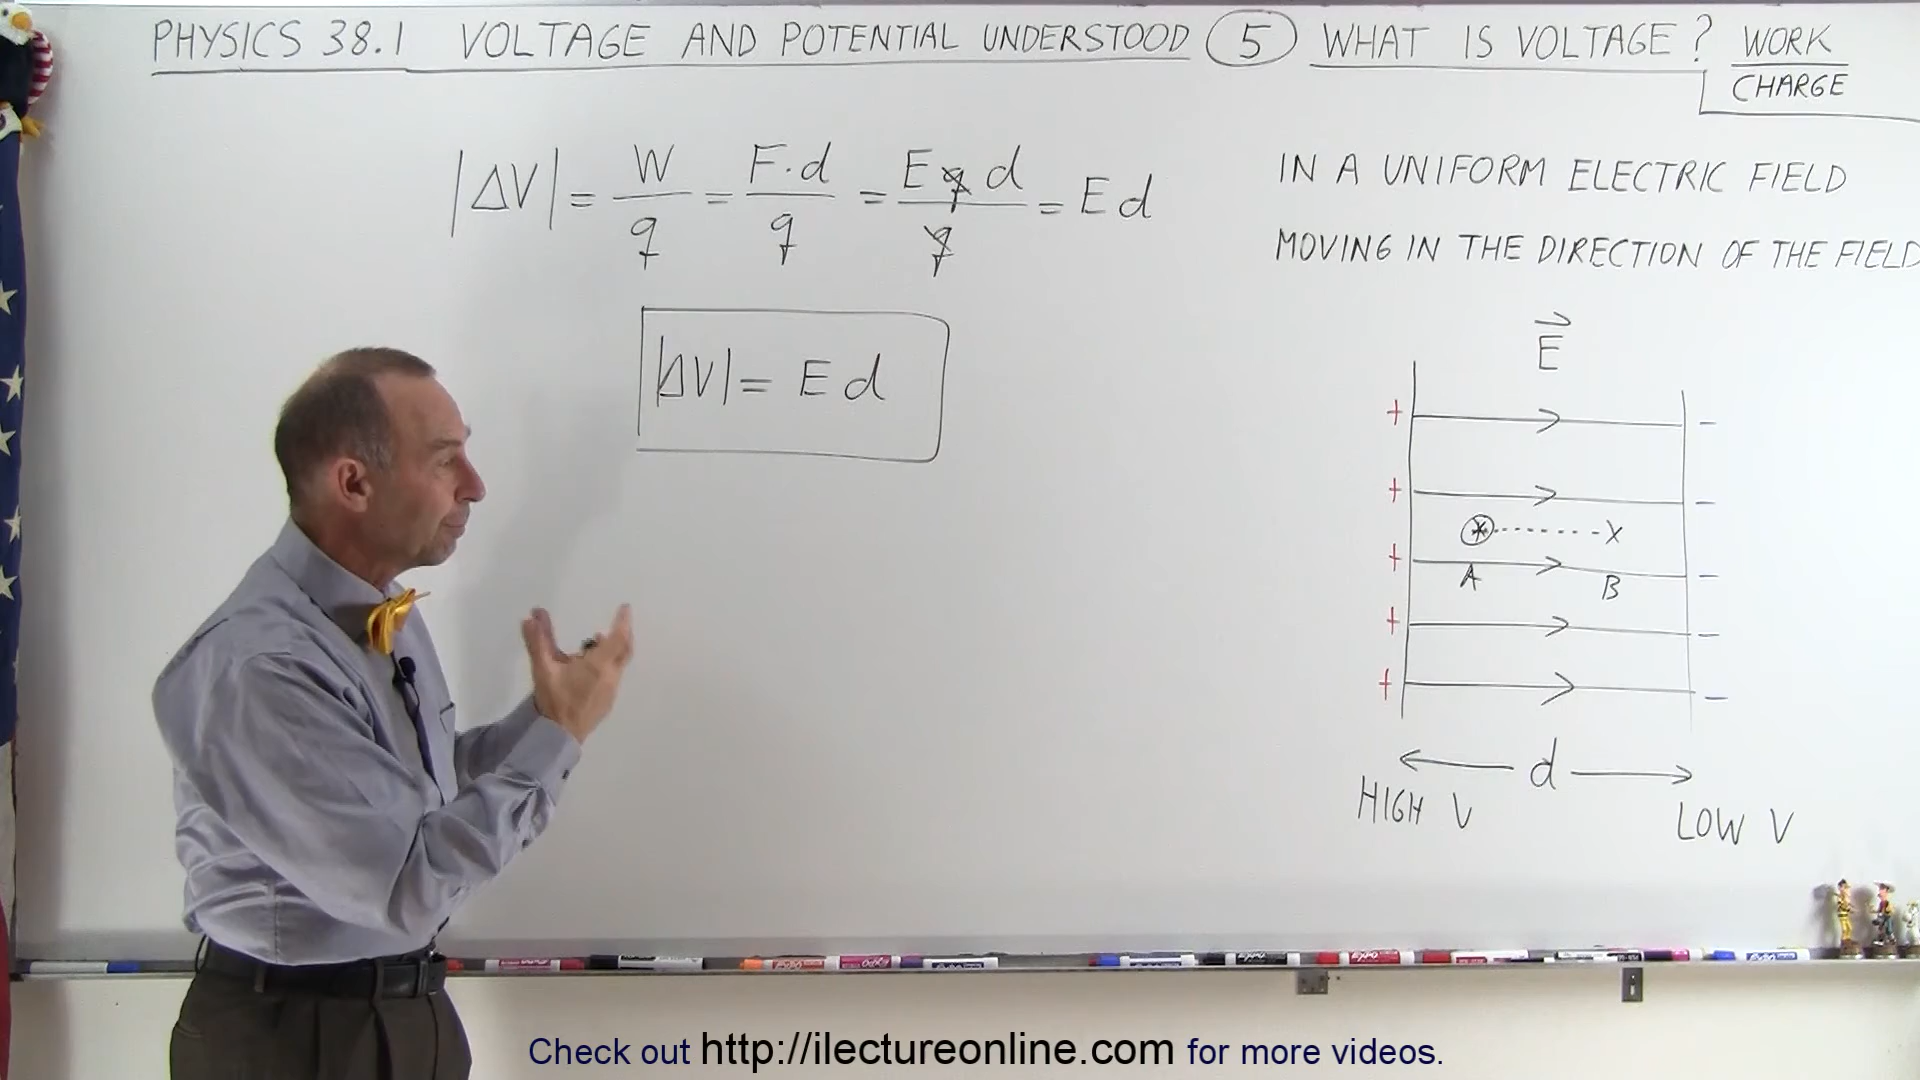 PHYSICS 38.1 VOLTAGE AND POTENTIAL UNDERSTOOD 5 WHAT IS VOLTAGE? WORK
CHARGE
|ΔV| = W/q = F·d/q = Eqd/q = Ed
|ΔV| = Ed
IN A UNIFORM ELECTRIC FIELD
MOVING IN THE DIRECTION OF THE FIELD
E
+ −
+ −
+ X
+ −
A B
+ −
+ −
d
HIGH V
LOW V
EXPO
Check out http://ilectureonline.com for more videos.